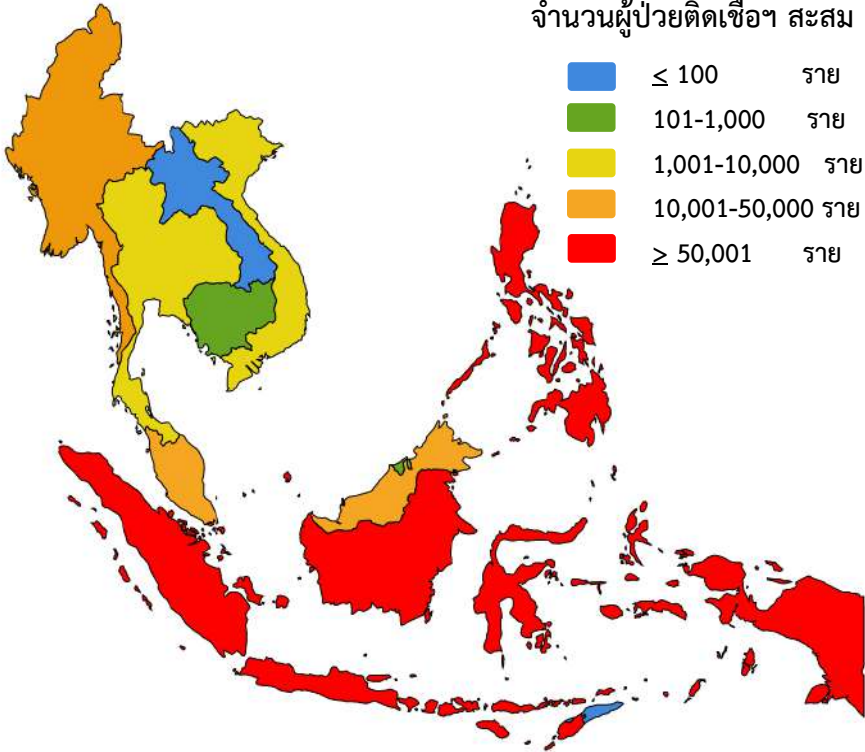 จำนวนผู้ป่วยติดเชื้อฯ สะสม
≤ 100 ราย
101-1,000 ราย
1,001-10,000 ราย
10,001-50,000 ราย
≥ 50,001 ราย